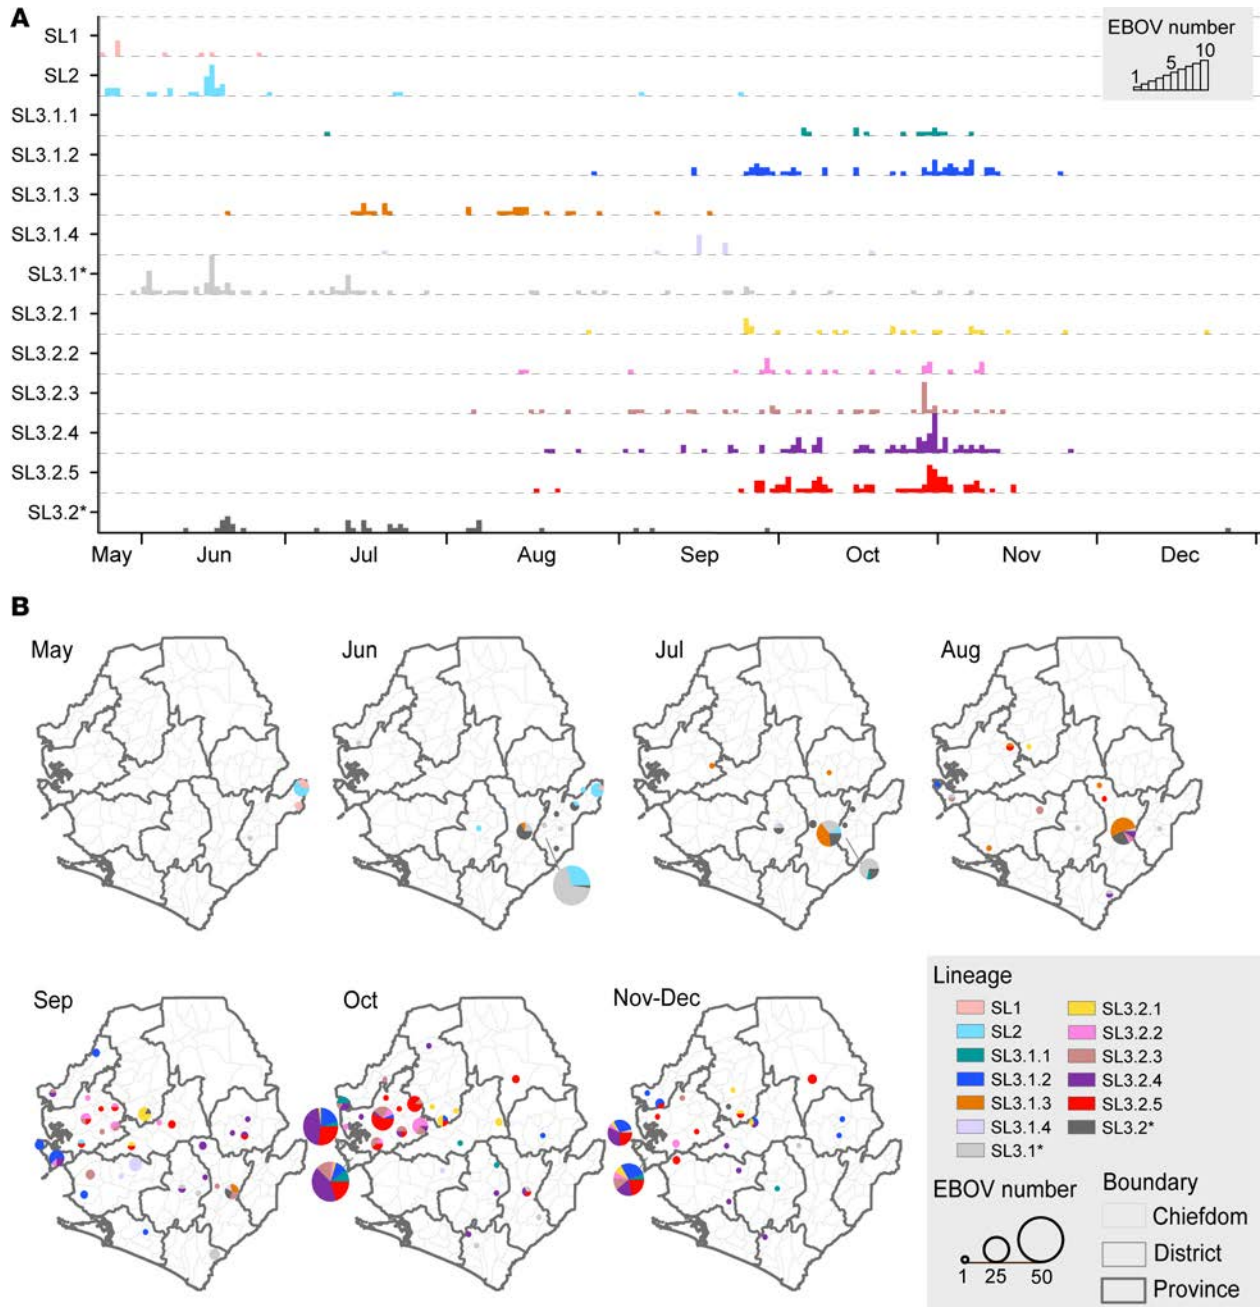 A
EBOV number
1 5 10
SL1
SL2
SL3.1.1
SL3.1.2
SL3.1.3
SL3.1.4
SL3.1*
SL3.2.1
SL3.2.2
SL3.2.3
SL3.2.4
SL3.2.5
SL3.2*
May Jun Jul Aug Sep Oct Nov Dec
B
May Jun Jul Aug
Sep Oct Nov-Dec
Lineage
SL1 SL3.2.1
SL2 SL3.2.2
SL3.1.1 SL3.2.3
SL3.1.2 SL3.2.4
SL3.1.3 SL3.2.5
SL3.1.4 SL3.2*
SL3.1*
EBOV number
1 25 50
Boundary
Chiefdom
District
Province